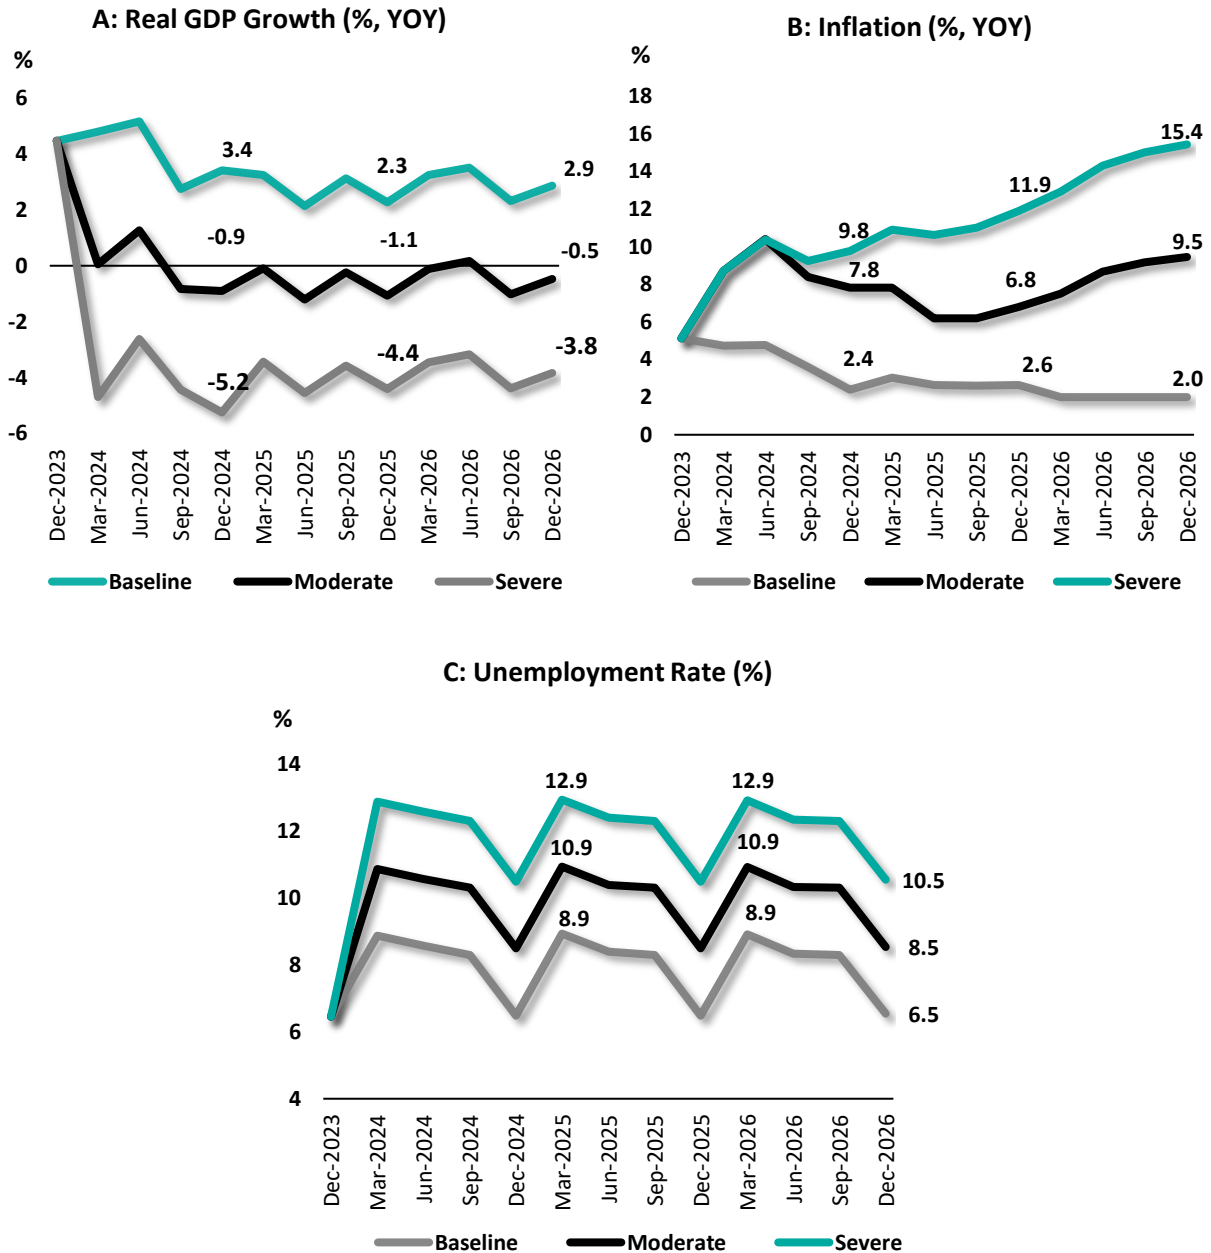 A: Real GDP Growth (%, YOY)
%
6
4
2
0
-2
-4
-6
3.4
2.3
2.9
-0.9
-1.1
-0.5
-5.2
-4.4
-3.8
Dec-2023
Mar-2024
Jun-2024
Sep-2024
Dec-2024
Mar-2025
Jun-2025
Sep-2025
Dec-2025
Mar-2026
Jun-2026
Sep-2026
Dec-2026
Baseline Moderate Severe
B: Inflation (%, YOY)
%
18
16
14
12
10
8
6
4
2
0
9.8
11.9
15.4
7.8
6.8
9.5
2.4
2.6
2.0
Dec-2023
Mar-2024
Jun-2024
Sep-2024
Dec-2024
Mar-2025
Jun-2025
Sep-2025
Dec-2025
Mar-2026
Jun-2026
Sep-2026
Dec-2026
Baseline Moderate Severe
C: Unemployment Rate (%)
%
14
12
10
8
6
4
12.9
12.9
10.5
10.9
10.9
8.5
8.9
8.9
6.5
Dec-2023
Mar-2024
Jun-2024
Sep-2024
Dec-2024
Mar-2025
Jun-2025
Sep-2025
Dec-2025
Mar-2026
Jun-2026
Sep-2026
Dec-2026
Baseline Moderate Severe